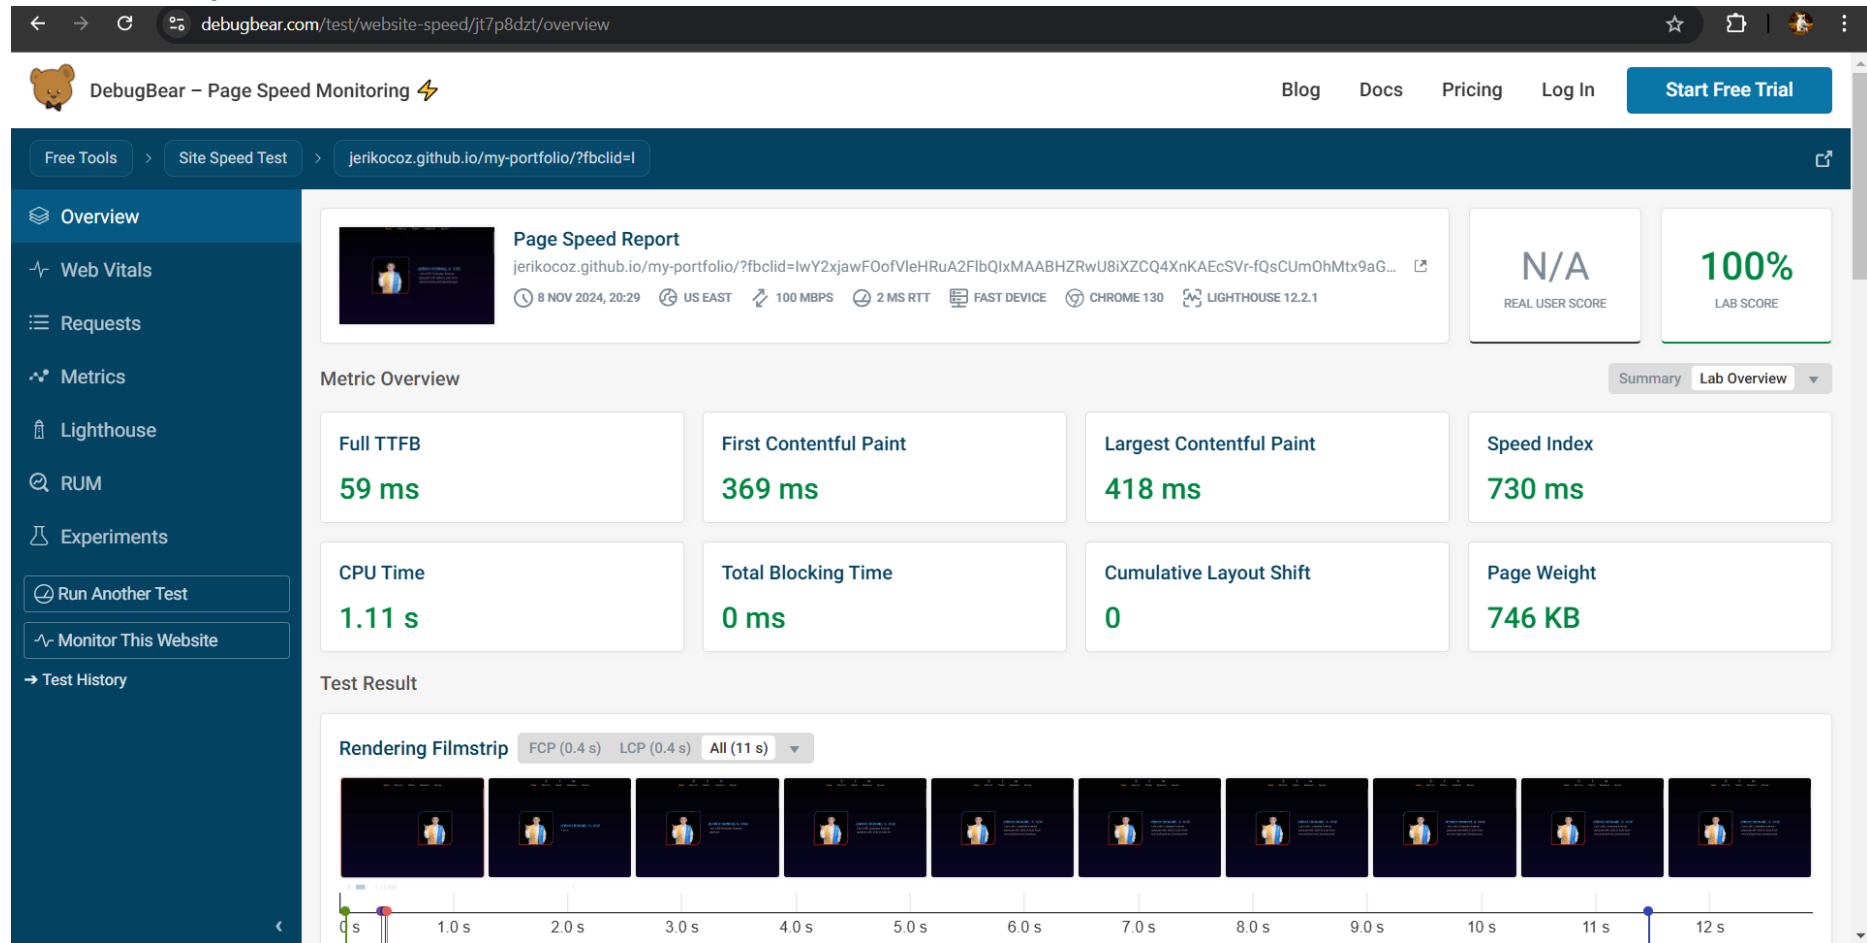 debugbear.com/test/website-speed/jt7p8dzt/overview
DebugBear – Page Speed Monitoring⚡
Blog
Docs
Pricing
Log In
Start Free Trial
Free Tools > Site Speed Test > jerikocoz.github.io/my-portfolio/?fbclid=I
Overview
Web Vitals
Requests
Metrics
Lighthouse
RUM
Experiments
Run Another Test
Monitor This Website
→ Test History
Page Speed Report
jerikocoz.github.io/my-portfolio/?fbclid=IwY2xjawFOofVleHRuA2FlbQIxMAABHZRwU8iXZCQ4XnKAEcSVr-fQsCUmOhMtx9aG...
8 NOV 2024, 20:29 US EAST 100 MBPS 2 MS RTT FAST DEVICE CHROME 130 LIGHTHOUSE 12.2.1
N/A
REAL USER SCORE
100%
LAB SCORE
Metric Overview
Summary Lab Overview
Full TTFB
59 ms
First Contentful Paint
369 ms
Largest Contentful Paint
418 ms
Speed Index
730 ms
CPU Time
1.11 s
Total Blocking Time
0 ms
Cumulative Layout Shift
0
Page Weight
746 KB
Test Result
Rendering Filmstrip FCP (0.4 s) LCP (0.4 s) All (11 s)
0 s 1.0 s 2.0 s 3.0 s 4.0 s 5.0 s 6.0 s 7.0 s 8.0 s 9.0 s 10 s 11 s 12 s